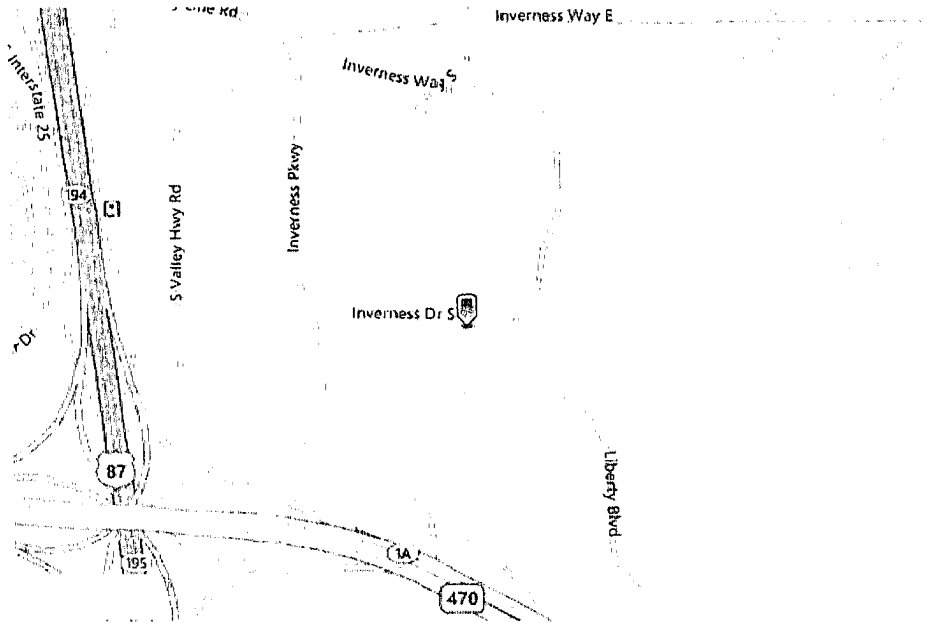 Inverness Way E
Inverness Way S
Interstate 25
194
S Valley Hwy Rd
Inverness Pkwy
Inverness Dr S
Dr
87
Liberty Blvd
1A
195
470